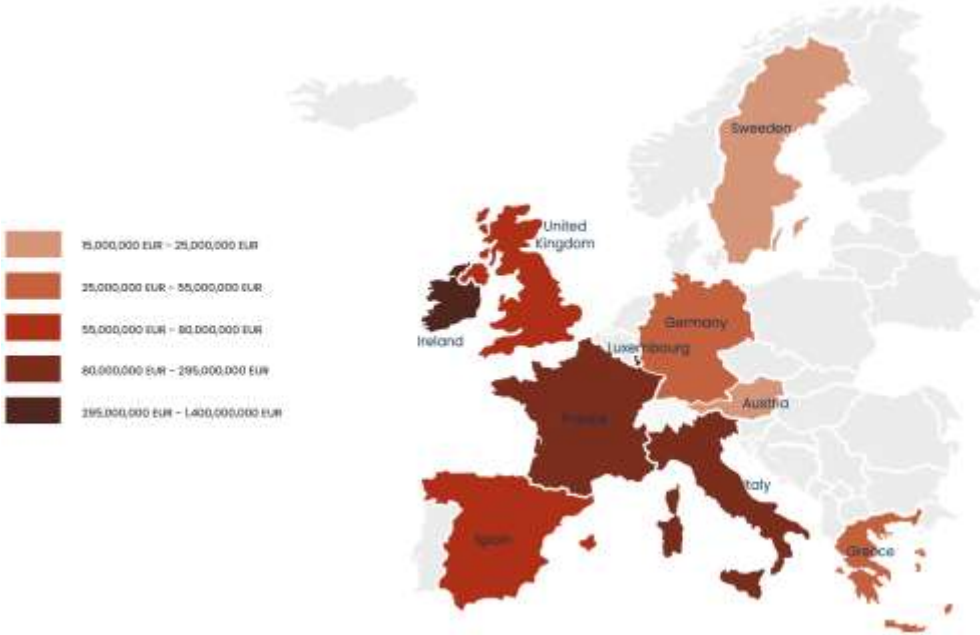 Sweeden
United
Kingdom
15,000,000 EUR - 25,000,000 EUR
25,000,000 EUR - 55,000,000 EUR
55,000,000 EUR - 80,000,000 EUR
80,000,000 EUR - 295,000,000 EUR
295,000,000 EUR - 1,400,000,000 EUR
Ireland
Germany
Luxembourg
Austria
France
Italy
Spain
Greece